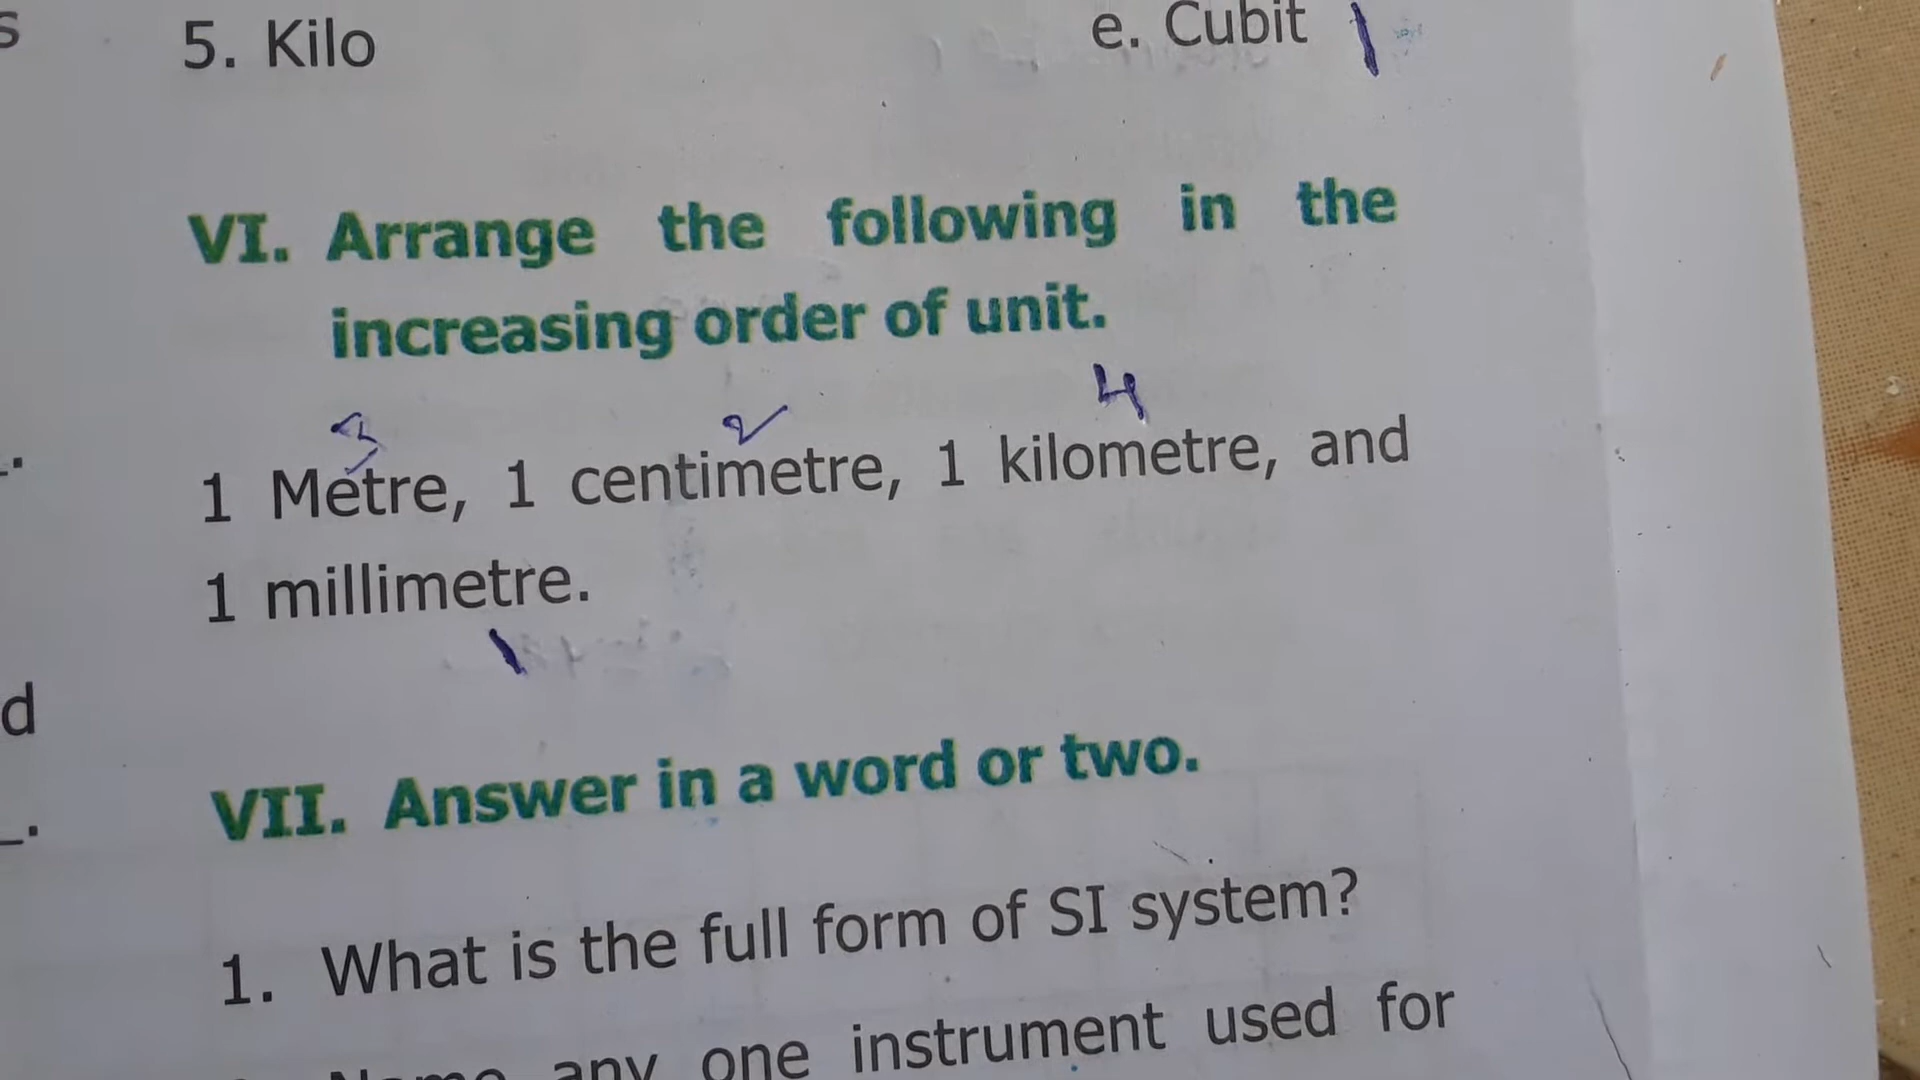 s 5. Kilo e. Cubit 1
VI. Arrange the following in the
increasing order of unit.
3 2 4
1 Metre, 1 centimetre, 1 kilometre, and
1 millimetre.
1
d
VII. Answer in a word or two.
1. What is the full form of SI system?
any one instrument used for